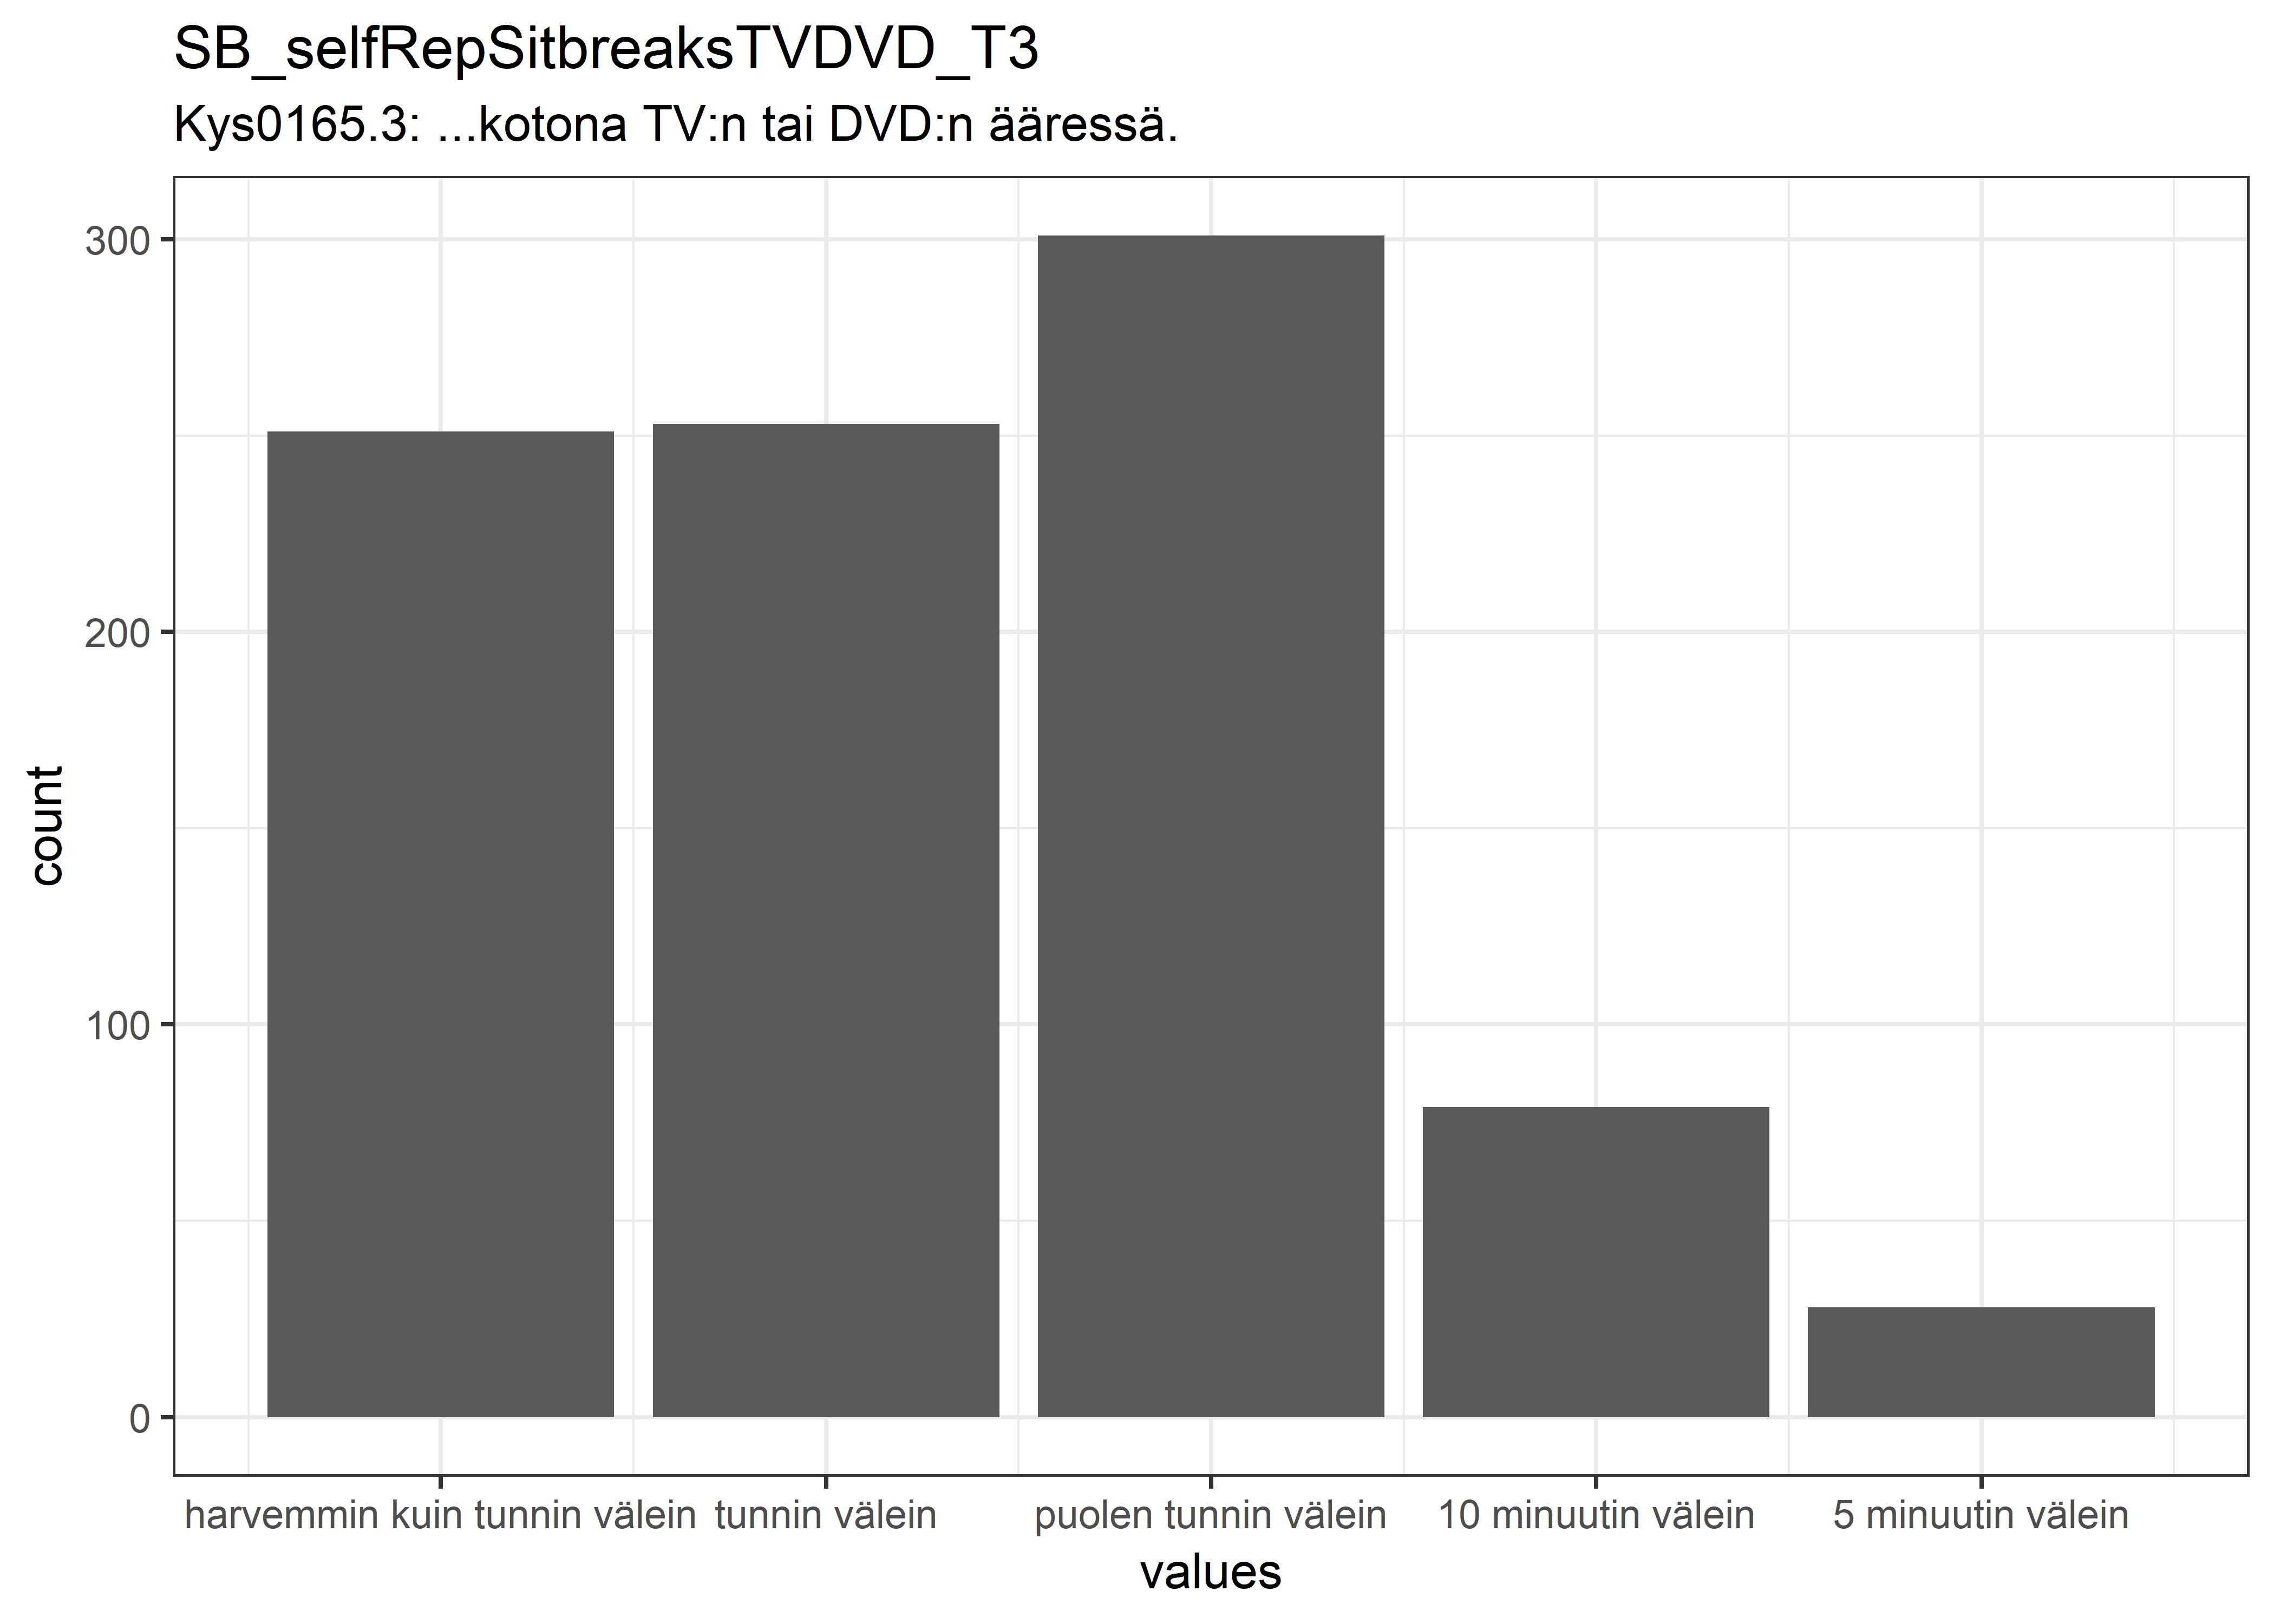 SB_selfRepSitbreaksTVDVD_T3
Kys0165.3: ...kotona TV:n tai DVD:n ääressä.
300
200
100
0
count
harvemmin kuin tunnin välein
tunnin välein
puolen tunnin välein
10 minuutin välein
5 minuutin välein
values